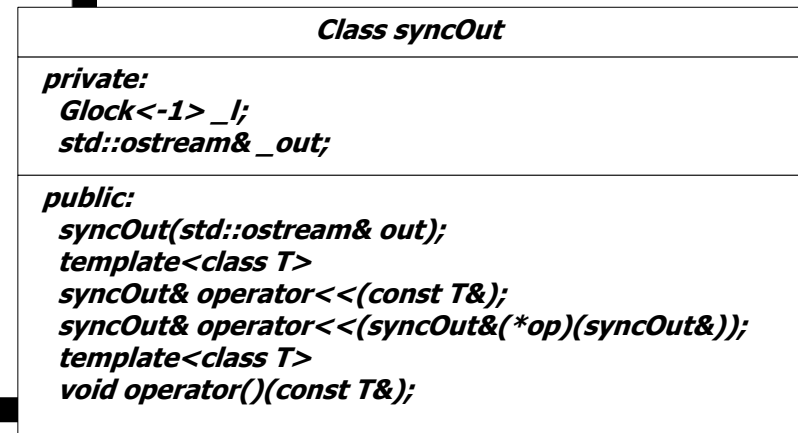 Class syncOut
private:
Glock<-1> _l;
std::ostream& _out;
public:
syncOut(std::ostream& out);
template<class T>
syncOut& operator<<(const T&);
syncOut& operator<<(syncOut&(*op)(syncOut&));
template<class T>
void operator()(const T&);